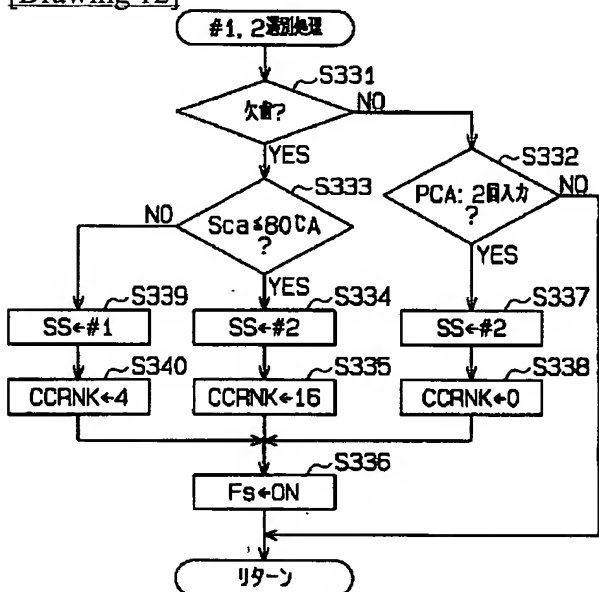 [Drawing 12]
#1, 2選別処理
S331
欠歯?
NO
YES
S332
PCA: 2回入力
?
NO
YES
S333
Sca≦80℃A
?
NO
YES
S339
SS←#1
S334
SS←#2
S337
SS←#2
S340
CCRNK←4
S335
CCRNK←16
S338
CCRNK←0
S336
Fs←ON
リターン